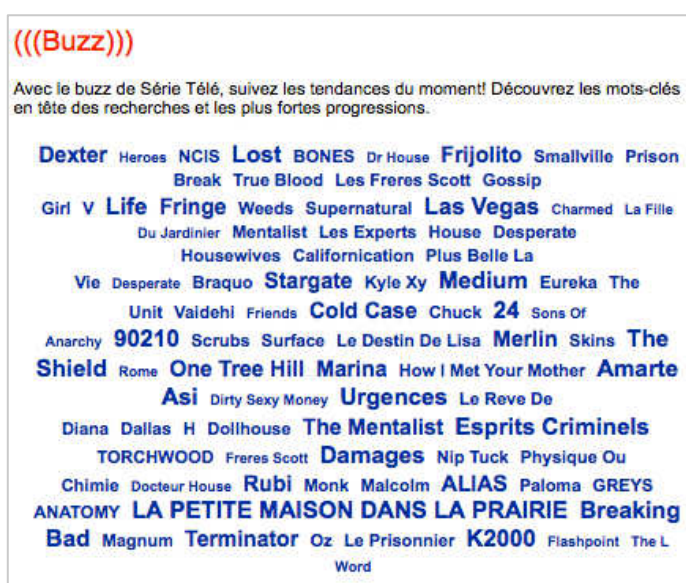 (((Buzz)))
Avec le buzz de Série Télé, suivez les tendances du moment! Découvrez les mots-clés
en tête des recherches et les plus fortes progressions.
Dexter Heroes NCIS Lost BONES Dr House Frijolito Smallville Prison
Break True Blood Les Freres Scott Gossip
Girl V Life Fringe Weeds Supernatural Las Vegas Charmed La Fille
Du Jardinier Mentalist Les Experts House Desperate
Housewives Californication Plus Belle La
Vie Desperate Braquo Stargate Kyle Xy Medium Eureka The
Unit Vaidehi Friends Cold Case Chuck 24 Sons Of
Anarchy 90210 Scrubs Surface Le Destin De Lisa Merlin Skins The
Shield Rome One Tree Hill Marina How I Met Your Mother Amarte
Asi Dirty Sexy Money Urgences Le Reve De
Diana Dallas H Dollhouse The Mentalist Esprits Criminels
TORCHWOOD Freres Scott Damages Nip Tuck Physique Ou
Chimie Docteur House Rubi Monk Malcolm ALIAS Paloma GREYS
ANATOMY LA PETITE MAISON DANS LA PRAIRIE Breaking
Bad Magnum Terminator Oz Le Prisonnier K2000 Flashpoint The L
Word